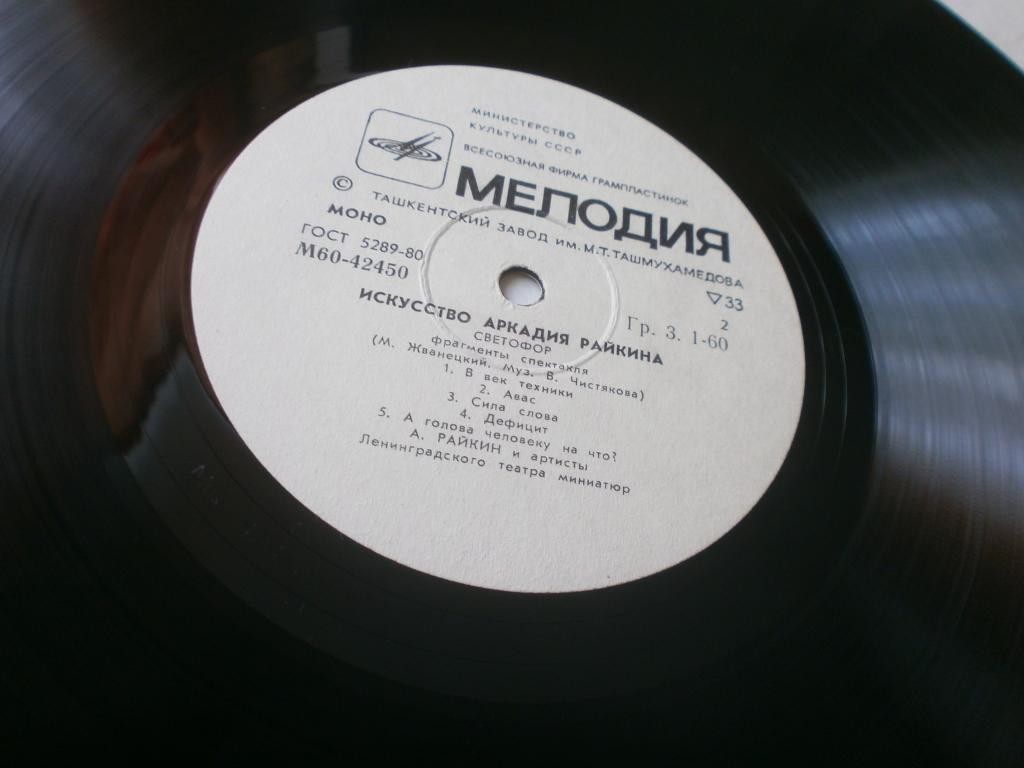 МИНИСТЕРСТВО
КУЛЬТУРЫ СССР
ВСЕСОЮЗНАЯ ФИРМА ГРАМПЛАСТИНОК
МЕЛОДИЯ
© ТАШКЕНТСКИЙ ЗАВОД ИМ. М.Т. ТАШМУХАМЕДОВА
МОНО
ГОСТ 5289-80
М60-42450
▽33
2
Гр. 3. 1-60
ИСКУССТВО АРКАДИЯ РАЙКИНА
СВЕТОФОР
фрагменты спектакля
(М. Жванецкий. Муз. В. Чистякова)
1. В век техники
2. Авас
3. Сила слова
4. Дефицит
5. А голова человеку на что?
А. РАЙКИН и артисты
Ленинградского театра миниатюр